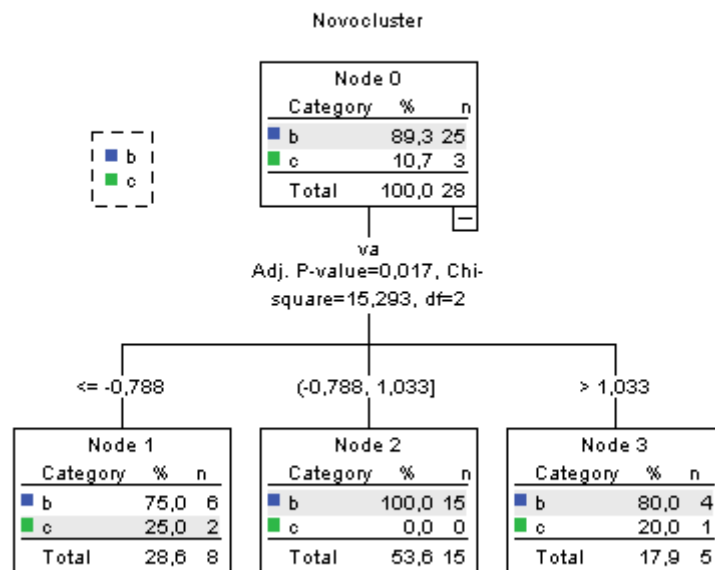 Novocluster
Node 0
Category % n
b 89,3 25
c 10,7 3
Total 100,0 28
b
c
va
Adj. P-value=0,017, Chi-
square=15,293, df=2
<= -0,788
(-0,788, 1,033]
> 1,033
Node 1
Category % n
b 75,0 6
c 25,0 2
Total 28,6 8
Node 2
Category % n
b 100,0 15
c 0,0 0
Total 53,6 15
Node 3
Category % n
b 80,0 4
c 20,0 1
Total 17,9 5